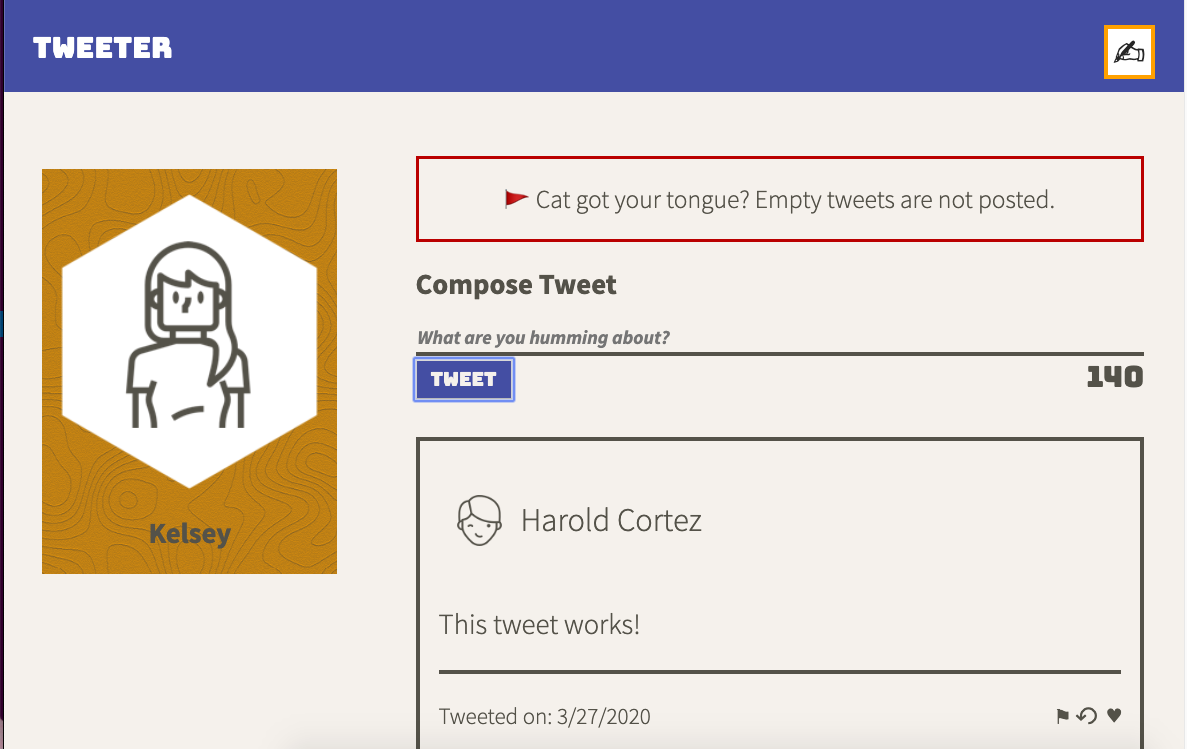 TWEETER
Cat got your tongue? Empty tweets are not posted.
Compose Tweet
What are you humming about?
TWEET
140
Kelsey
Harold Cortez
This tweet works!
Tweeted on: 3/27/2020